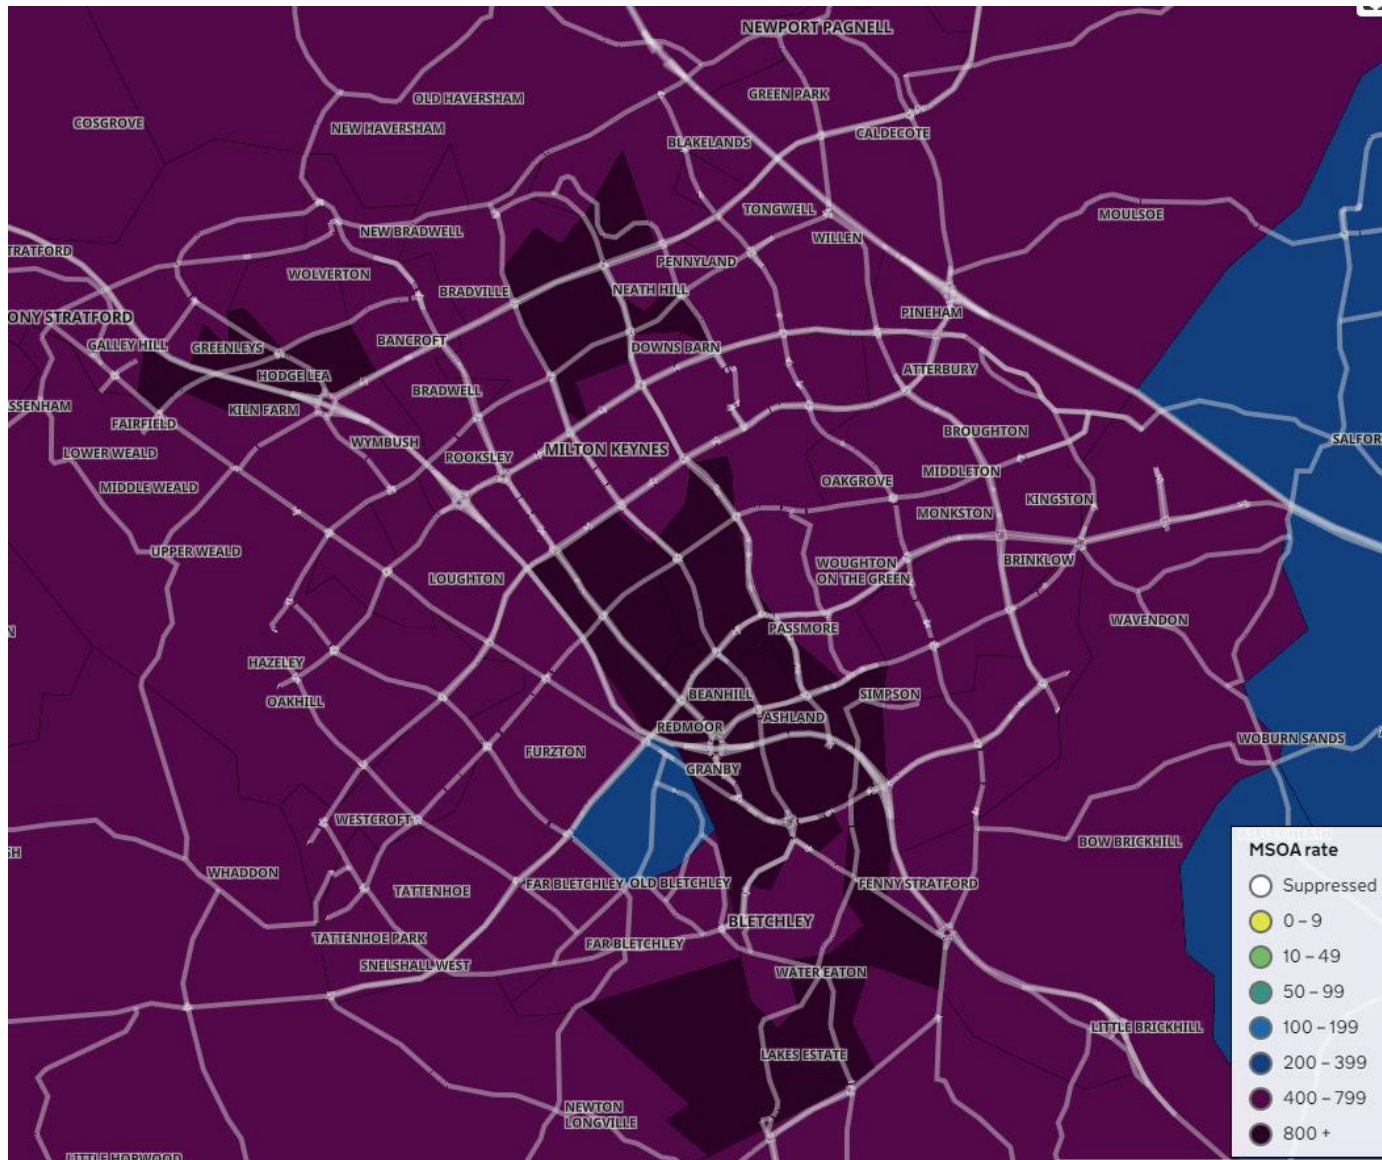 NEWPORT PAGNELL
GREEN PARK
OLD HAVERSHAM
COSGROVE
NEW HAVERSHAM
CALDECOTE
BLAKELANDS
TONGWELL
MOULSOE
NEW BRADWELL
WILLEN
TRATFORD
PENNYLAND
WOLVERTON
BRADVILLE
NEATH HILL
PINEHAM
ONY STRATFORD
BANCROFT
GALLEY HILL
GREENLEYS
DOWNS BARN
ATTERBURY
HODGE LEA
BRADWELL
SSENHAM
KILN FARM
FAIRFIELD
BROUGHTON
SALFOR
WYMBUSH
MILTON KEYNES
LOWER WEALD
ROOKSLEY
MIDDLETON
OAKGROVE
MIDDLE WEALD
KINGSTON
MONKSTON
UPPER WEALD
BRINKLOW
WOUGHTON
ON THE GREEN
LOUGHTON
WAVENDON
PASSMORE
N
HAZELEY
BEANHILL
SIMPSON
OAKHILL
ASHLAND
REDMOOR
WOBURN SANDS
FURZTON
GRANBY
WESTCROFT
BOW BRICKHILL
SH
WHADDON
TATTENHOE
FAR BLETCHLEY
OLD BLETCHLEY
FENNY STRATFORD
BLETCHLEY
TATTENHOE PARK
FAR BLETCHLEY
SNELSHALL WEST
WATER EATON
LITTLE BRICKHILL
LAKES ESTATE
NEWTON
LONGVILLE
LITTLE HORWOOD
MSOA rate
Suppressed
0 – 9
10 – 49
50 – 99
100 – 199
200 – 399
400 – 799
800 +